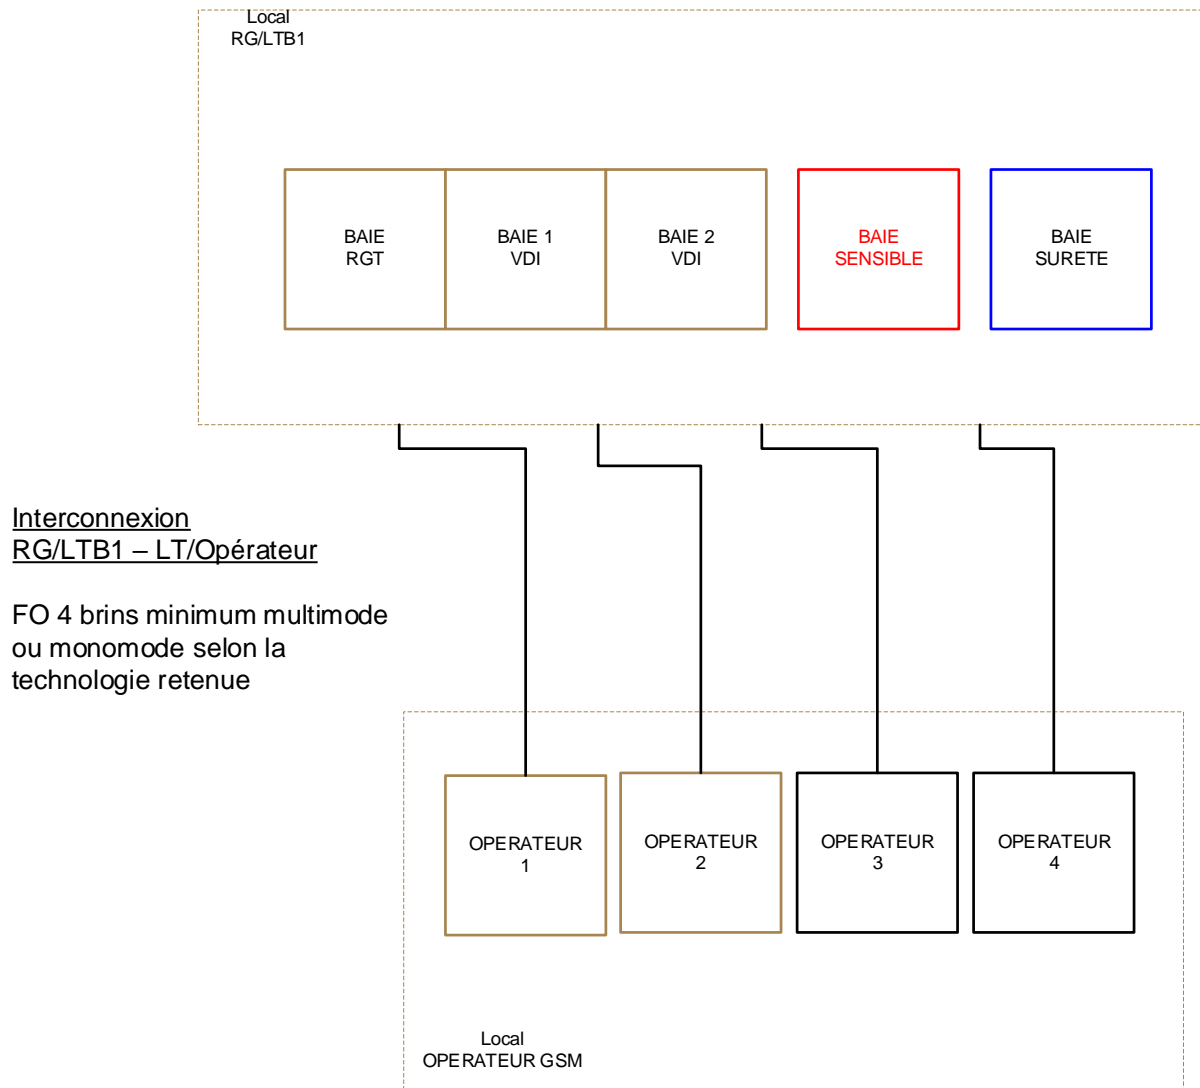 Local
RG/LTB1
BAIE
RGT
BAIE 1
VDI
BAIE 2
VDI
BAIE
SENSIBLE
BAIE
SURETE
Interconnexion
RG/LTB1 – LT/Opérateur
FO 4 brins minimum multimode
ou monomode selon la
technologie retenue
OPERATEUR
1
OPERATEUR
2
OPERATEUR
3
OPERATEUR
4
Local
OPERATEUR GSM